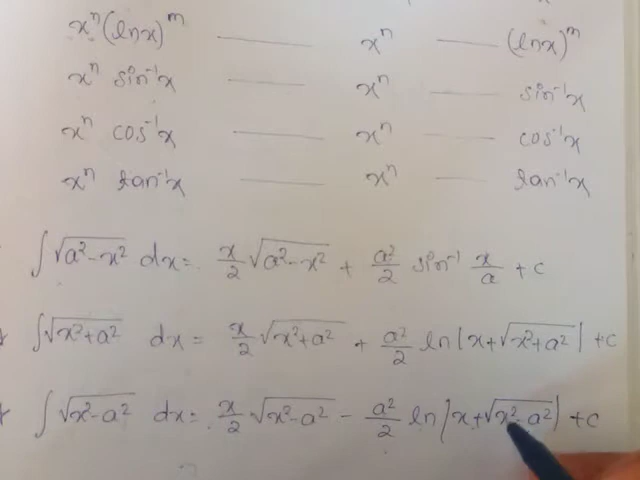 xⁿ(lnx)ᵐ —— xⁿ —— (lnx)ᵐ
xⁿ sin⁻¹x —— xⁿ —— sin⁻¹x
xⁿ cos⁻¹x —— xⁿ —— cos⁻¹x
xⁿ tan⁻¹x —— xⁿ —— tan⁻¹x
∫√(a²-x²) dx = x/2 √(a²-x²) + a²/2 sin⁻¹ x/a + c
∫√(x²+a²) dx = x/2 √(x²+a²) + a²/2 ln|x+√(x²+a²)| + c
∫√(x²-a²) dx = x/2 √(x²-a²) - a²/2 ln|x+√(x²-a²)| + c